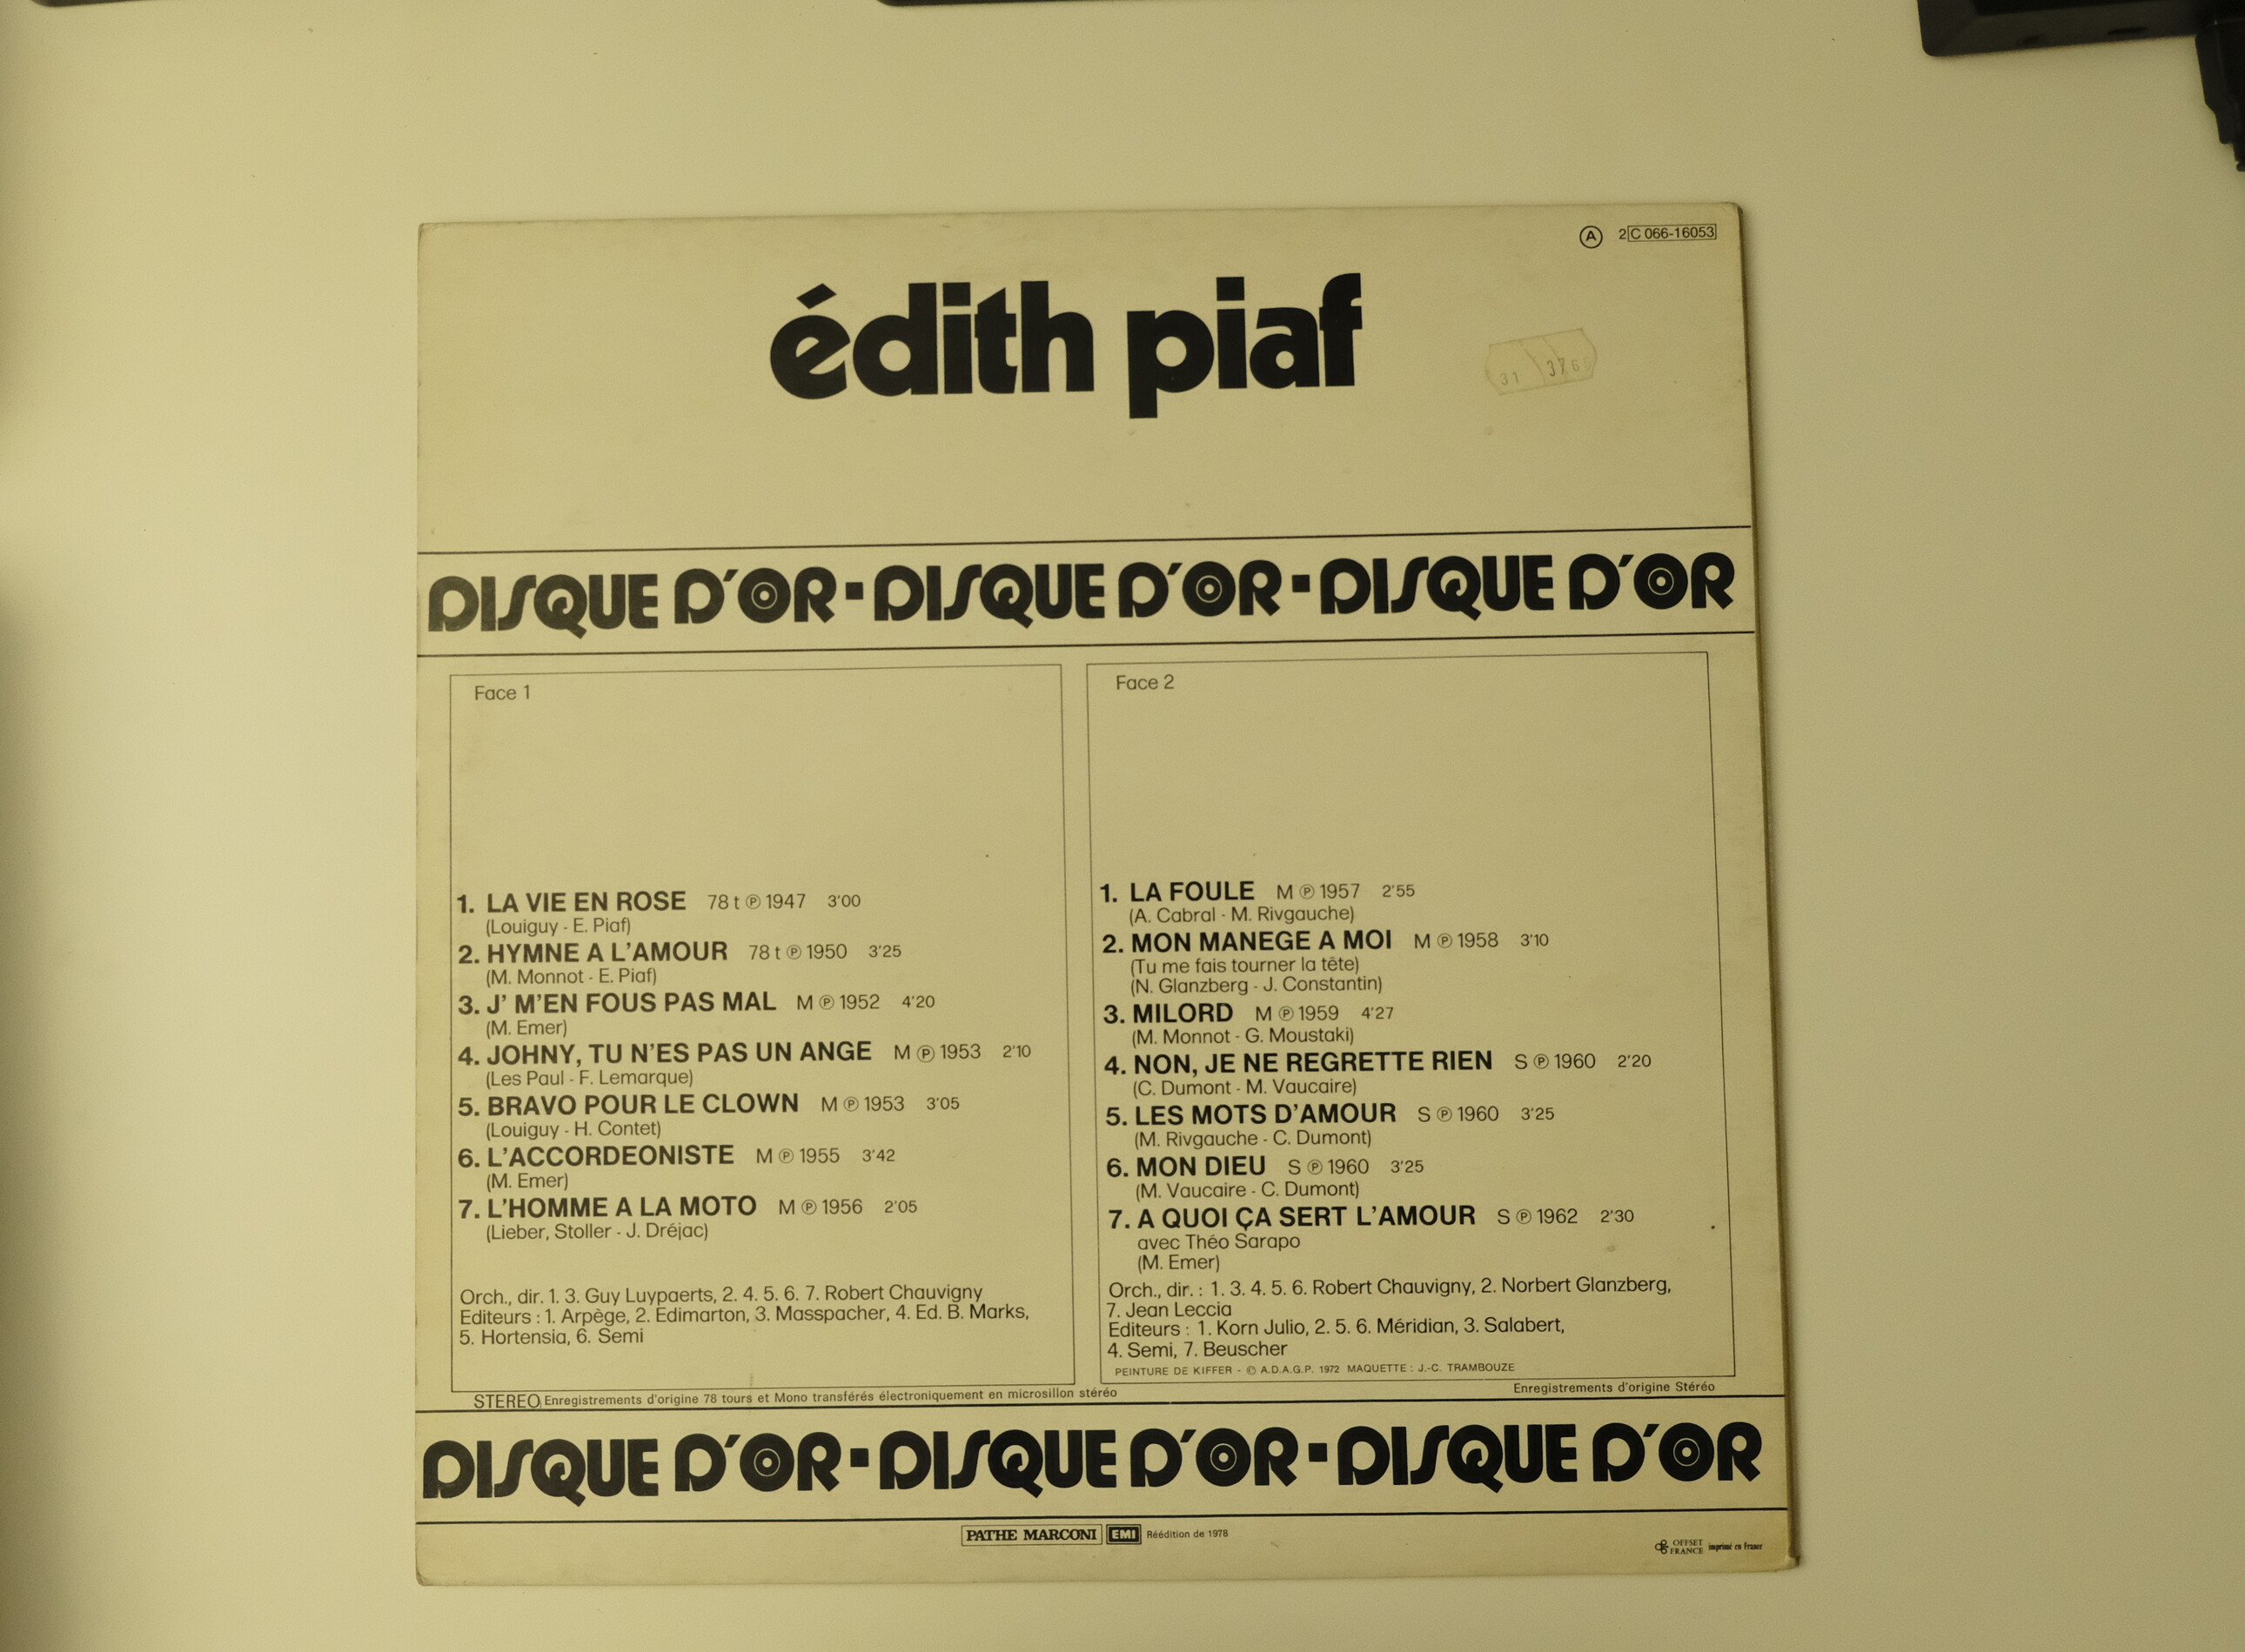 Ⓐ 2 C 066-16053
édith piaf
31 376
DISQUE D'OR ▪ DISQUE D'OR ▪ DISQUE D'OR
Face 1
1. LA VIE EN ROSE 78 t ℗ 1947 3'00
(Louiguy - E. Piaf)
2. HYMNE A L'AMOUR 78 t ℗ 1950 3'25
(M. Monnot - E. Piaf)
3. J' M'EN FOUS PAS MAL M ℗ 1952 4'20
(M. Emer)
4. JOHNY, TU N'ES PAS UN ANGE M ℗ 1953 2'10
(Les Paul - F. Lemarque)
5. BRAVO POUR LE CLOWN M ℗ 1953 3'05
(Louiguy - H. Contet)
6. L'ACCORDEONISTE M ℗ 1955 3'42
(M. Emer)
7. L'HOMME A LA MOTO M ℗ 1956 2'05
(Lieber, Stoller - J. Dréjac)
Orch., dir. 1. 3. Guy Luypaerts, 2. 4. 5. 6. 7. Robert Chauvigny
Editeurs : 1. Arpège, 2. Edimarton, 3. Masspacher, 4. Ed. B. Marks,
5. Hortensia, 6. Semi
Face 2
1. LA FOULE M ℗ 1957 2'55
(A. Cabral - M. Rivgauche)
2. MON MANEGE A MOI M ℗ 1958 3'10
(Tu me fais tourner la tête)
(N. Glanzberg - J. Constantin)
3. MILORD M ℗ 1959 4'27
(M. Monnot - G. Moustaki)
4. NON, JE NE REGRETTE RIEN S ℗ 1960 2'20
(C. Dumont - M. Vaucaire)
5. LES MOTS D'AMOUR S ℗ 1960 3'25
(M. Rivgauche - C. Dumont)
6. MON DIEU S ℗ 1960 3'25
(M. Vaucaire - C. Dumont)
7. A QUOI ÇA SERT L'AMOUR S ℗ 1962 2'30
avec Théo Sarapo
(M. Emer)
Orch., dir. : 1. 3. 4. 5. 6. Robert Chauvigny, 2. Norbert Glanzberg,
7. Jean Leccia
Editeurs : 1. Korn Julio, 2. 5. 6. Méridian, 3. Salabert,
4. Semi, 7. Beuscher
PEINTURE DE KIFFER - © A.D.A.G.P. 1972 MAQUETTE : J.-C. TRAMBOUZE
STEREO Enregistrements d'origine 78 tours et Mono transférés électroniquement en microsillon stéréo
Enregistrements d'origine Stéréo
DISQUE D'OR ▪ DISQUE D'OR ▪ DISQUE D'OR
PATHE MARCONI EMI Réédition de 1978
OFFSET FRANCE imprimé en France